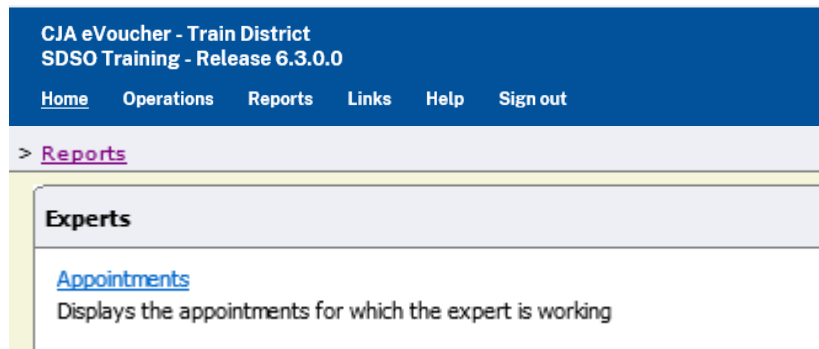 CJA eVoucher - Train District
SDSO Training - Release 6.3.0.0
Home Operations Reports Links Help Sign out
> Reports
Experts
Appointments
Displays the appointments for which the expert is working